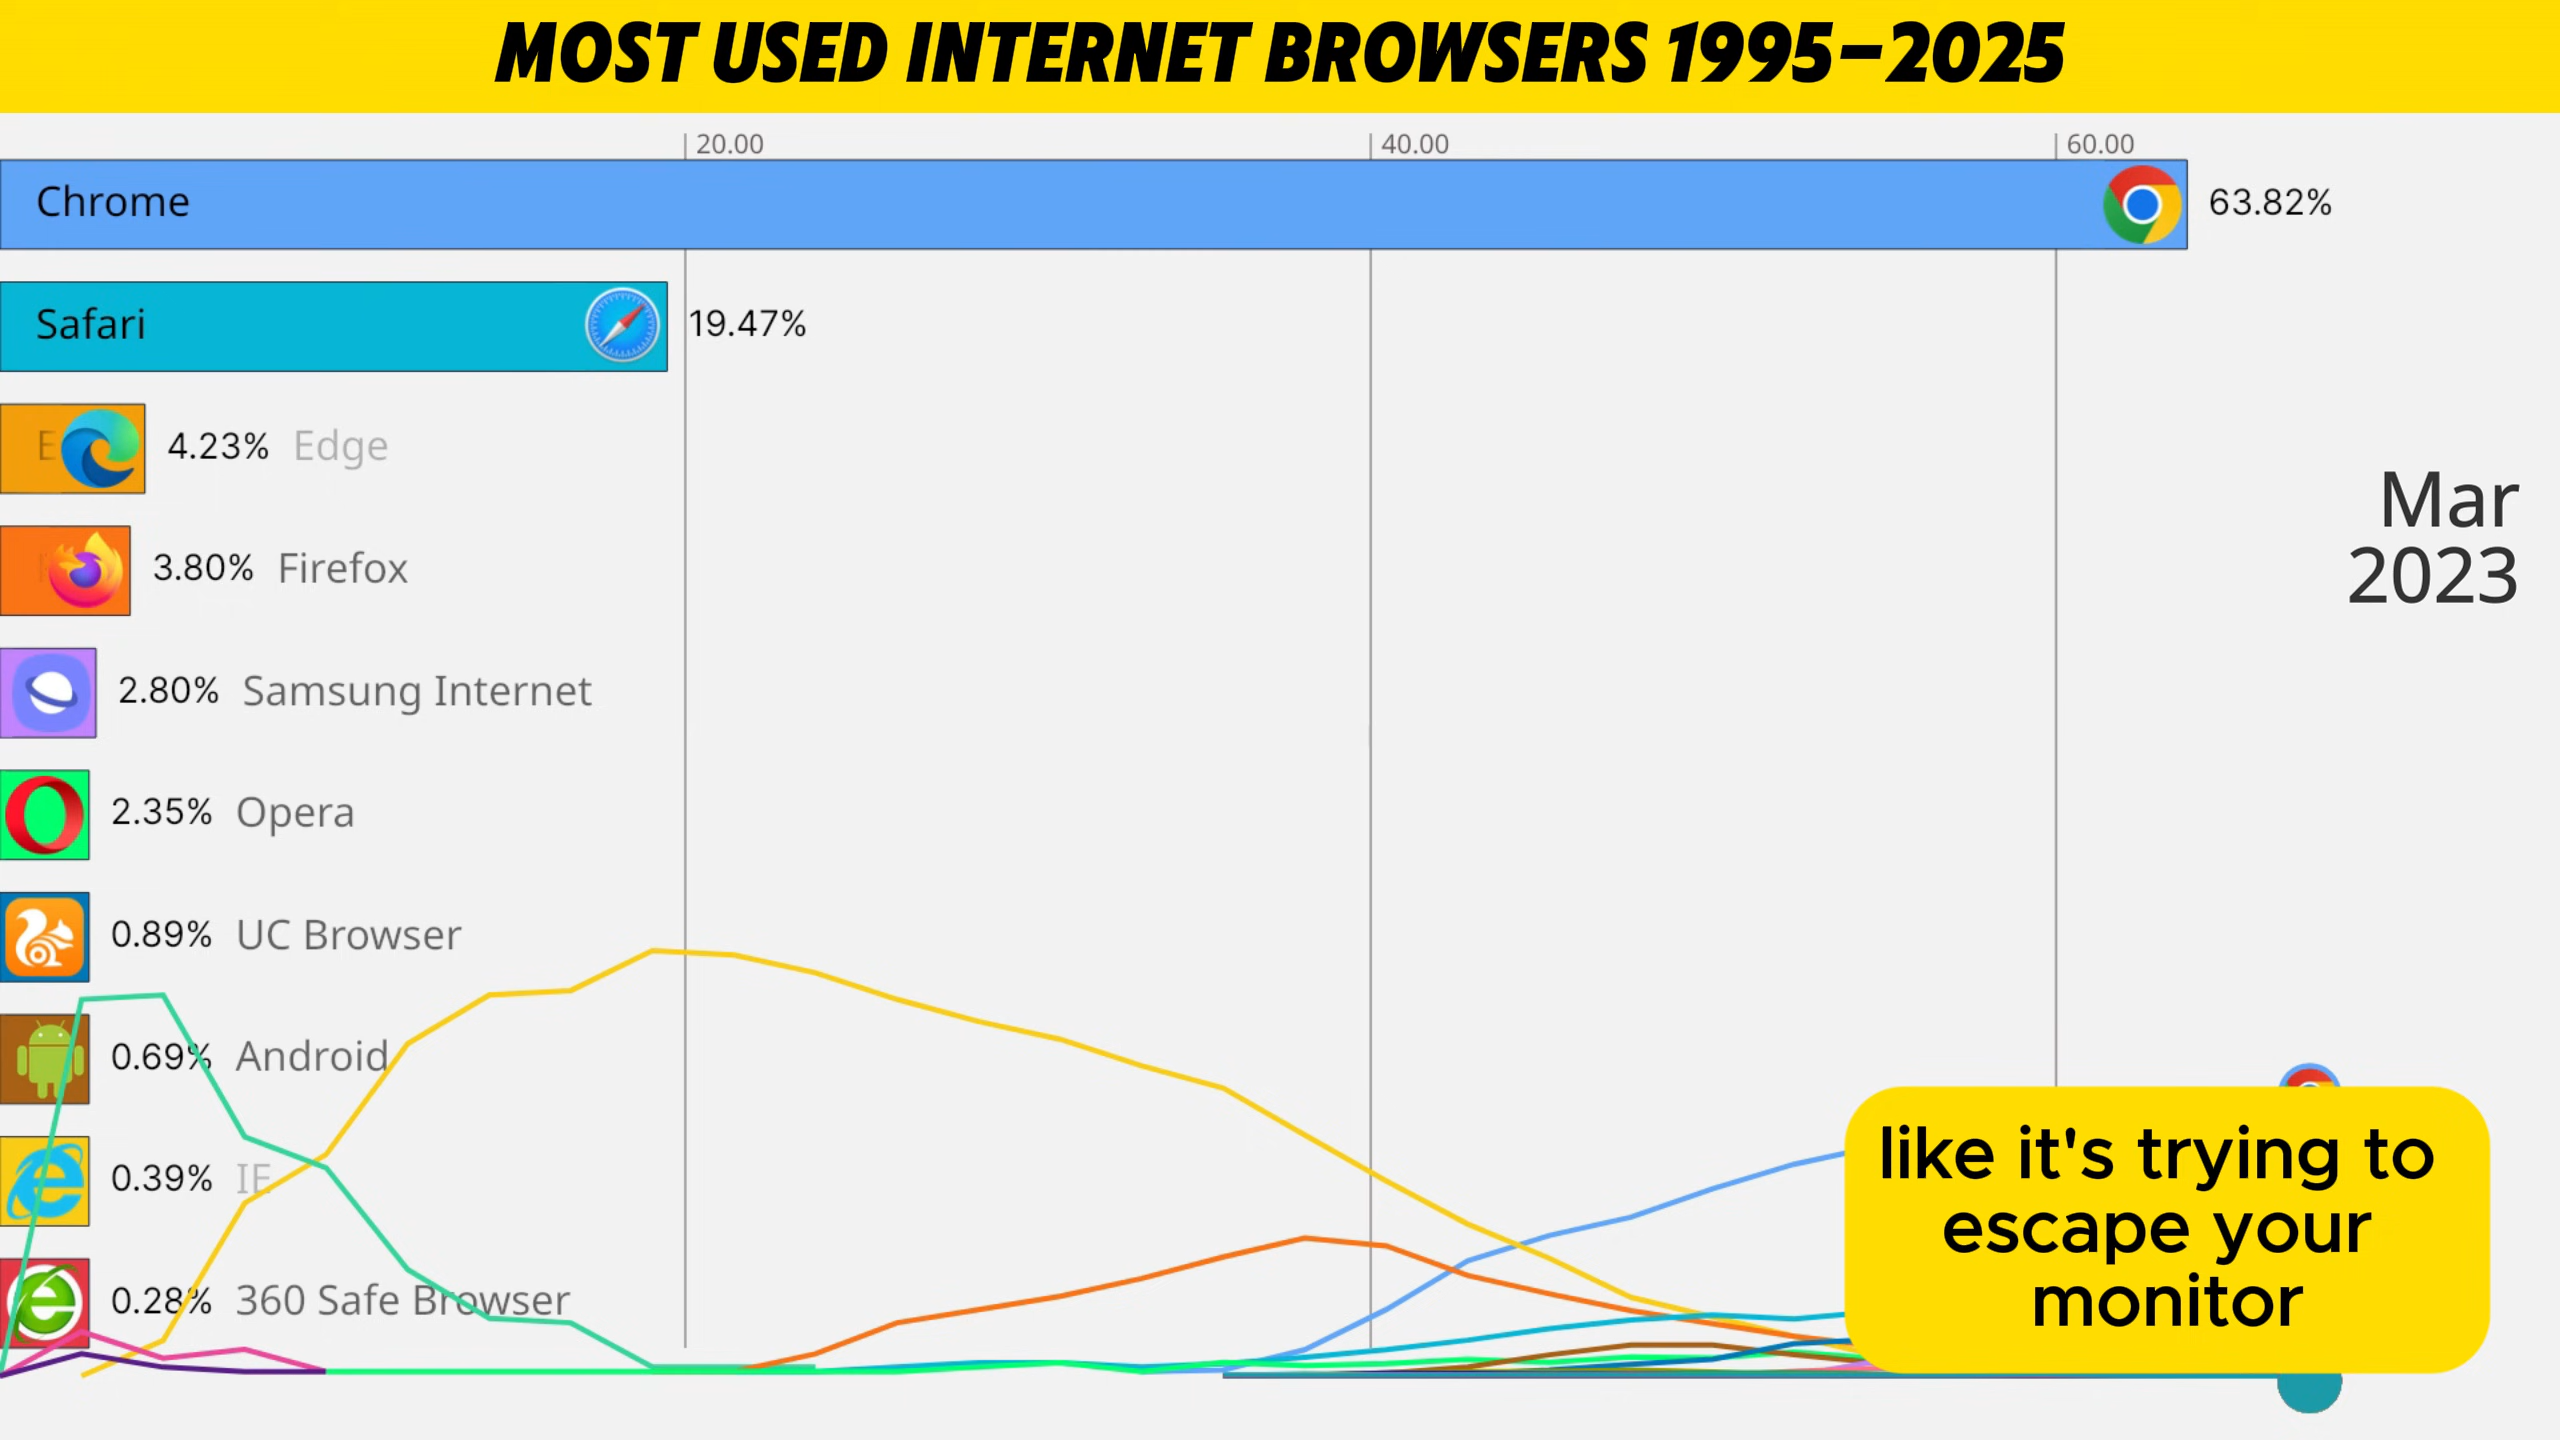 MOST USED INTERNET BROWSERS 1995–2025
20.00 40.00 60.00
Chrome 63.82%
Safari 19.47%
E 4.23% Edge
3.80% Firefox
Mar
2023
2.80% Samsung Internet
2.35% Opera
0.89% UC Browser
0.69% Android
0.39% IE
0.28% 360 Safe Browser
like it's trying to
escape your
monitor